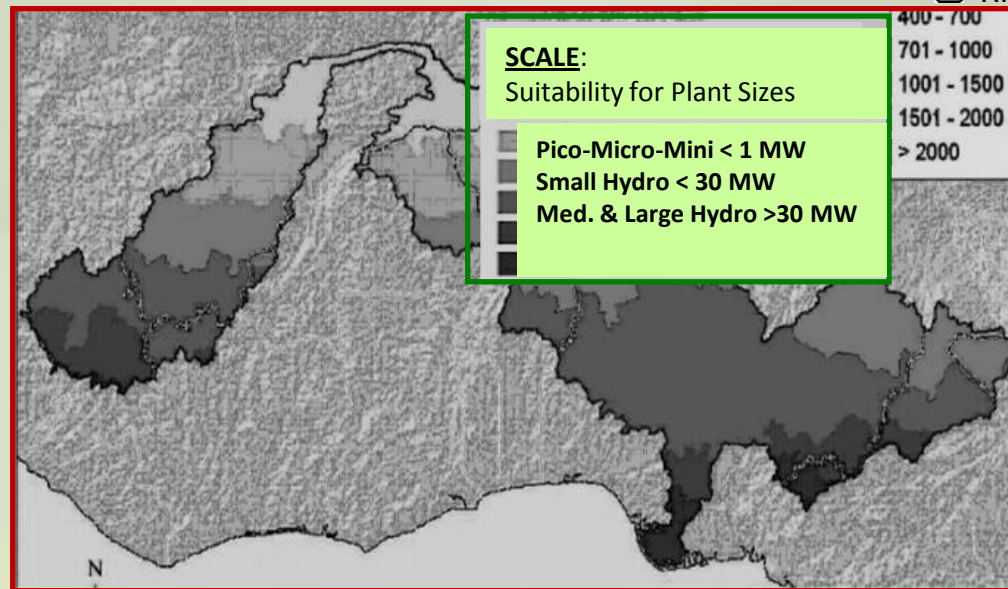 SCALE:
Suitability for Plant Sizes
Pico-Micro-Mini < 1 MW
Small Hydro < 30 MW
Med. & Large Hydro >30 MW
400 - 700
701 - 1000
1001 - 1500
1501 - 2000
> 2000
N